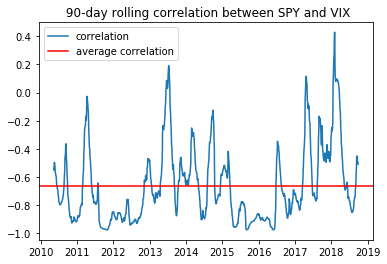 90-day rolling correlation between SPY and VIX
correlation
average correlation
0.4
0.2
0.0
−0.2
−0.4
−0.6
−0.8
−1.0
2010 2011 2012 2013 2014 2015 2016 2017 2018 2019